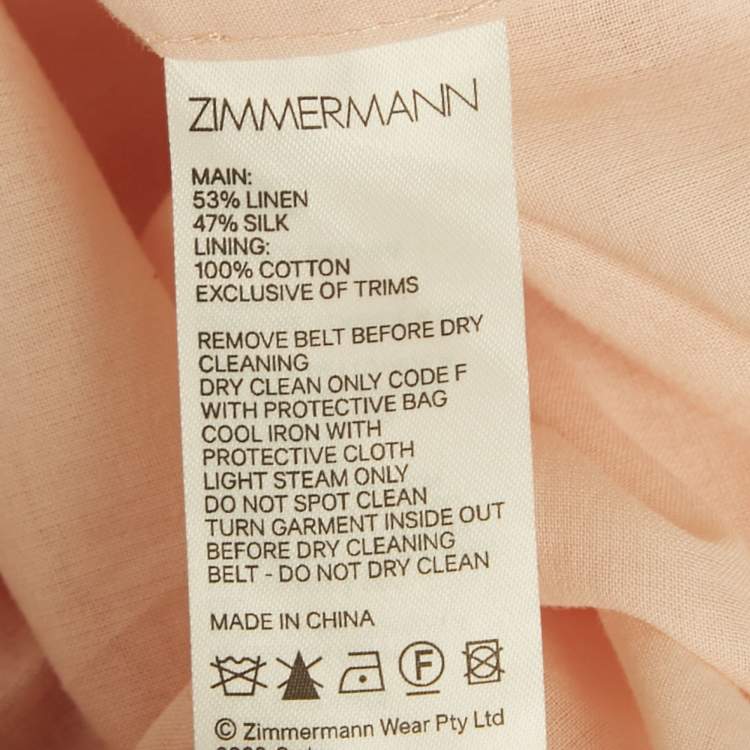 ZIMMERMANN
MAIN:
53% LINEN
47% SILK
LINING:
100% COTTON
EXCLUSIVE OF TRIMS
REMOVE BELT BEFORE DRY
CLEANING
DRY CLEAN ONLY CODE F
WITH PROTECTIVE BAG
COOL IRON WITH
PROTECTIVE CLOTH
LIGHT STEAM ONLY
DO NOT SPOT CLEAN
TURN GARMENT INSIDE OUT
BEFORE DRY CLEANING
BELT - DO NOT DRY CLEAN
MADE IN CHINA
F
© Zimmermann Wear Pty Ltd